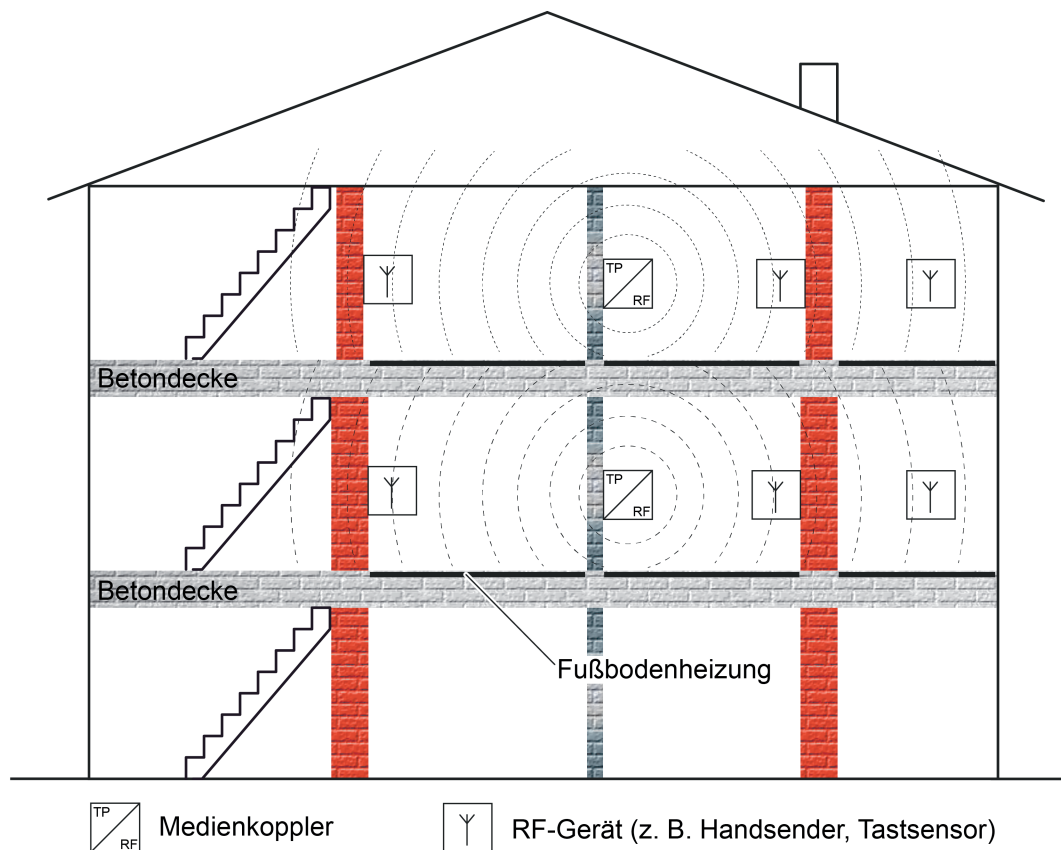 TP
RF
Betondecke
TP
RF
Betondecke
Fußbodenheizung
TP
RF
Medienkoppler
RF-Gerät (z. B. Handsender, Tastsensor)